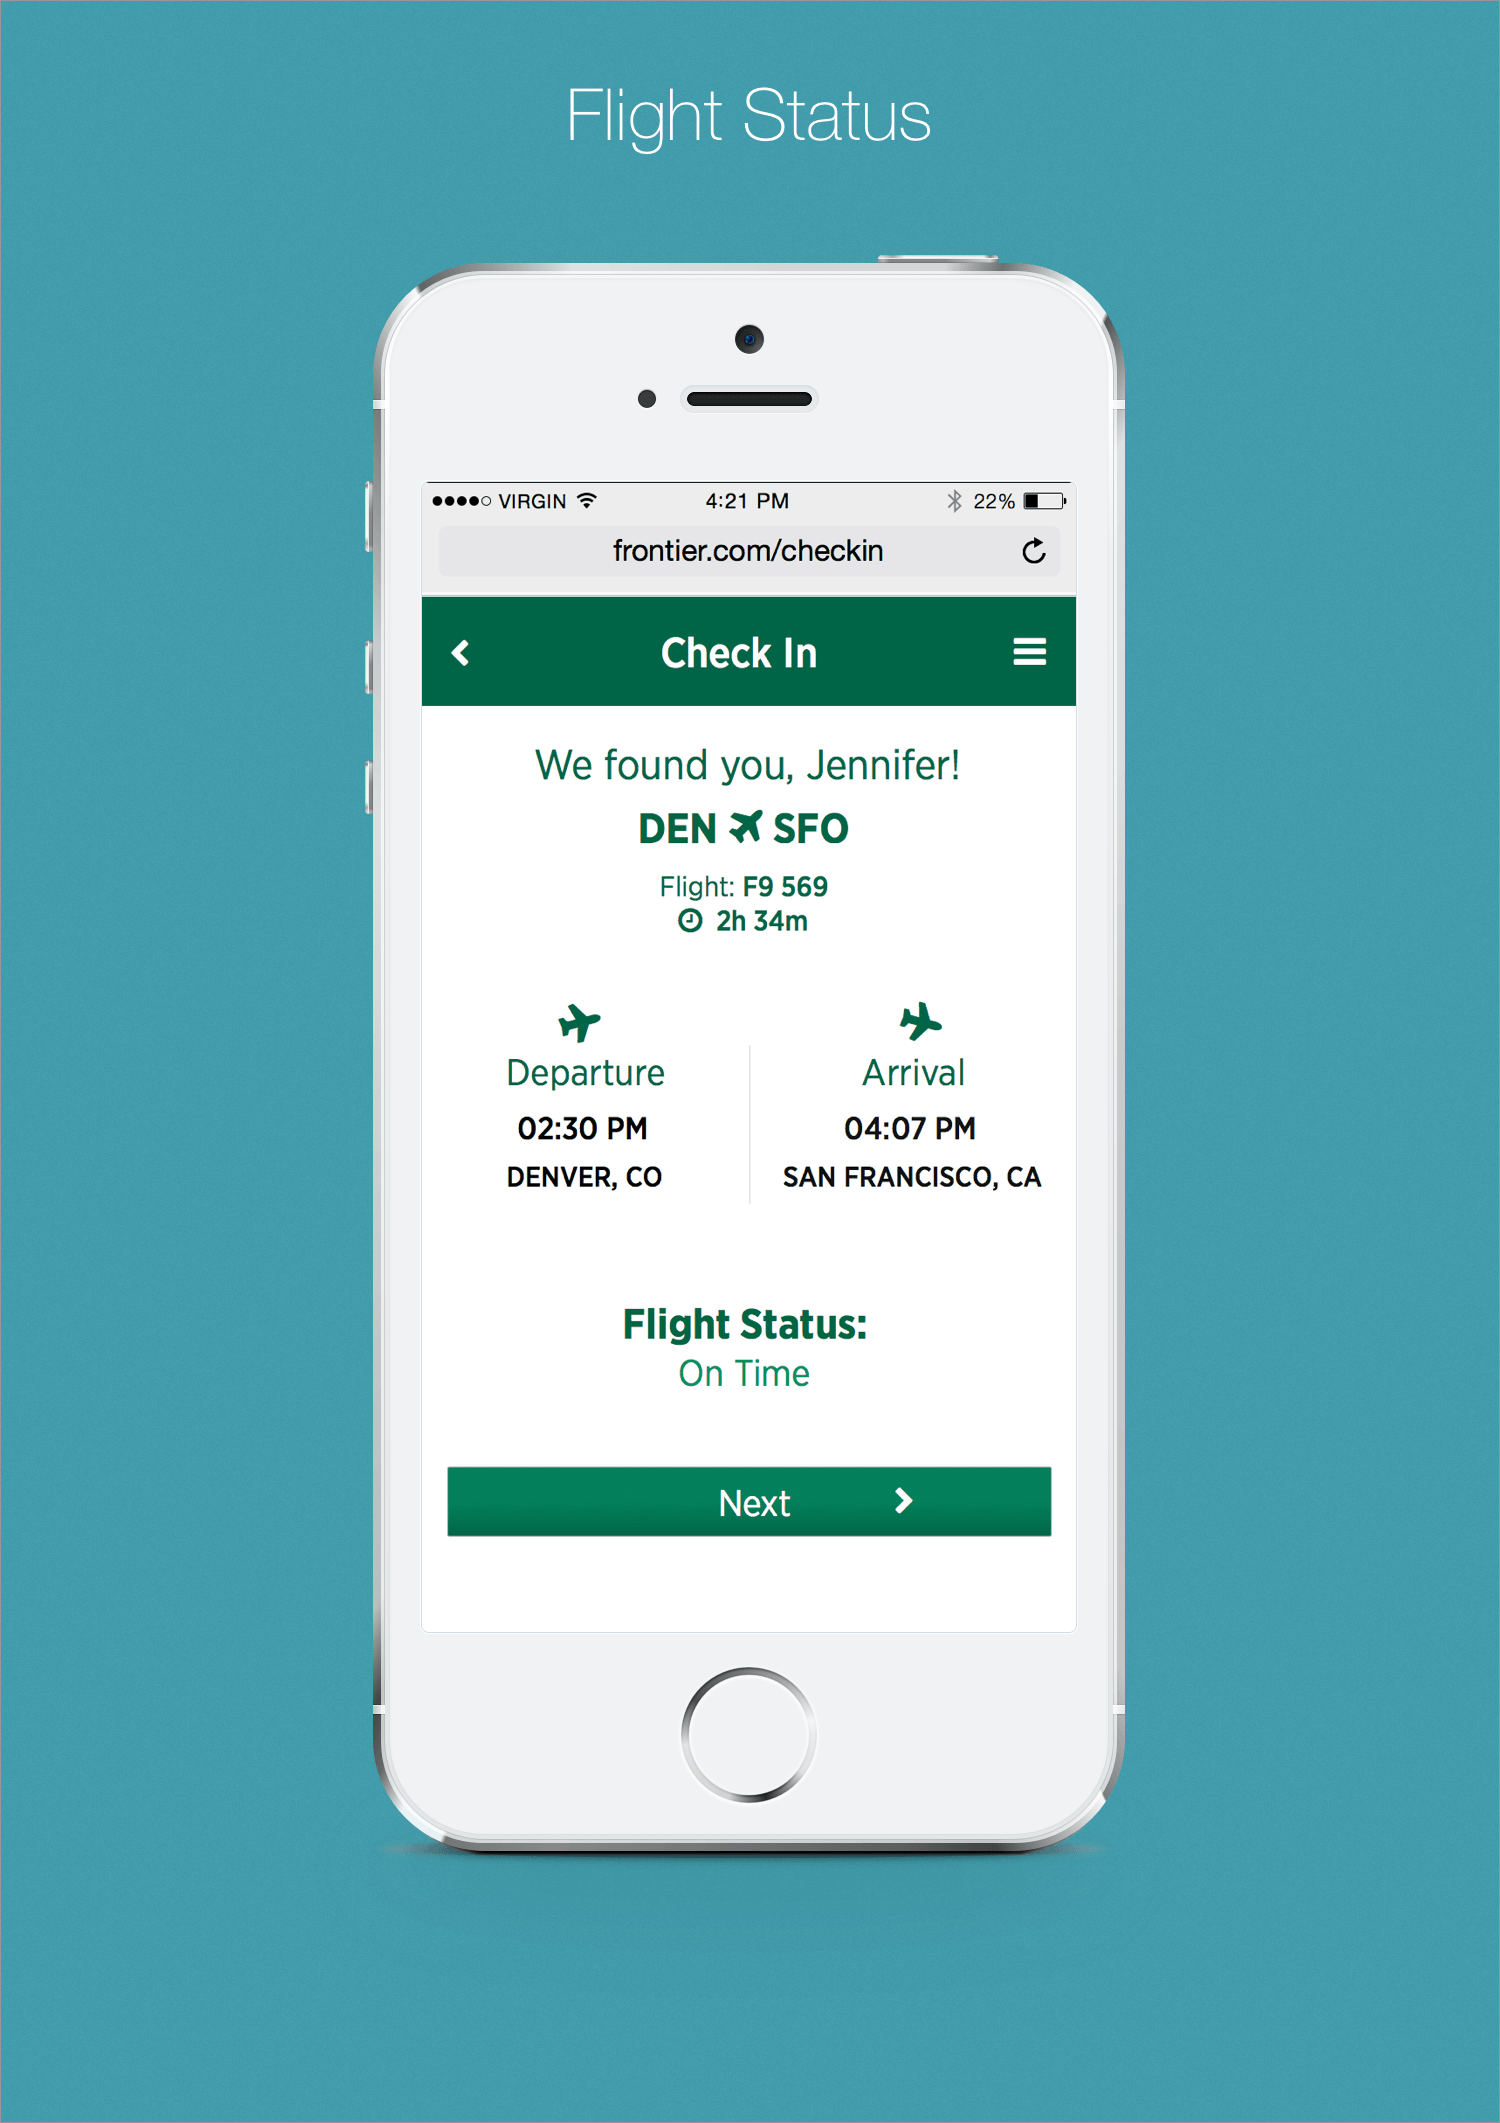 Flight Status
VIRGIN 4:21 PM 22%
frontier.com/checkin
Check In
We found you, Jennifer!
DEN SFO
Flight: F9 569
2h 34m
Departure
02:30 PM
DENVER, CO
Arrival
04:07 PM
SAN FRANCISCO, CA
Flight Status:
On Time
Next